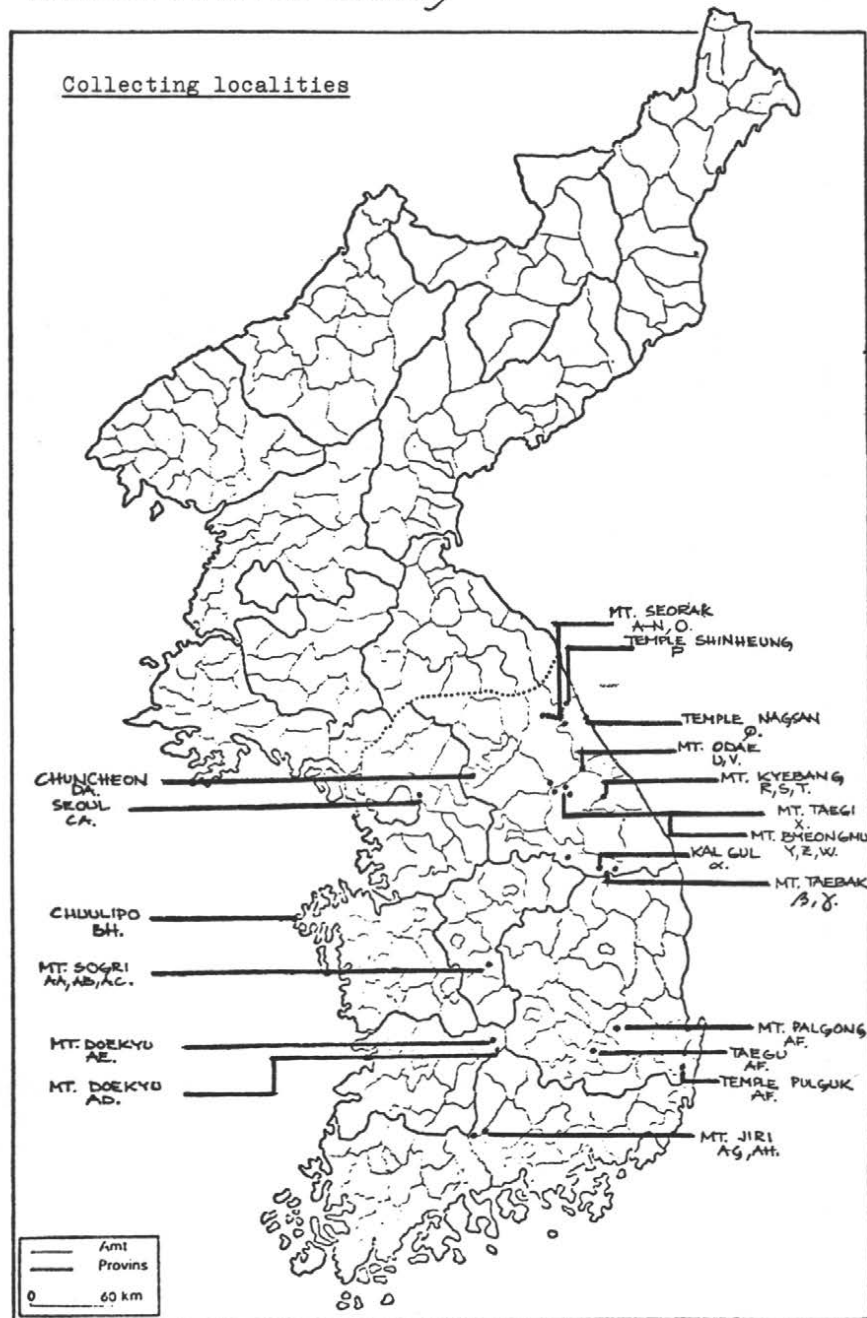 Collecting localities
MT. SEORAK
A-N, O.
TEMPLE SHINHEUNG
P
TEMPLE NAGSAN
Q.
MT. ODAE
U, V.
MT. KYEBANG
R, S, T.
MT. TAEGI
X.
MT. BYEONGMU
Y, Z, W.
KAL GUL
α.
MT. TAEBAK
β, γ.
CHUNCHEON
DA.
SEOUL
CA.
CHUULIPO
BH.
MT. SOGRI
AA, AB, AC.
MT. DOEKYU
AE.
MT. DOEKYU
AD.
MT. PALGONG
AF.
TAEGU
AF.
TEMPLE PULGUK
AF.
MT. JIRI
AG, AH.
Amt
Provins
0 60 km